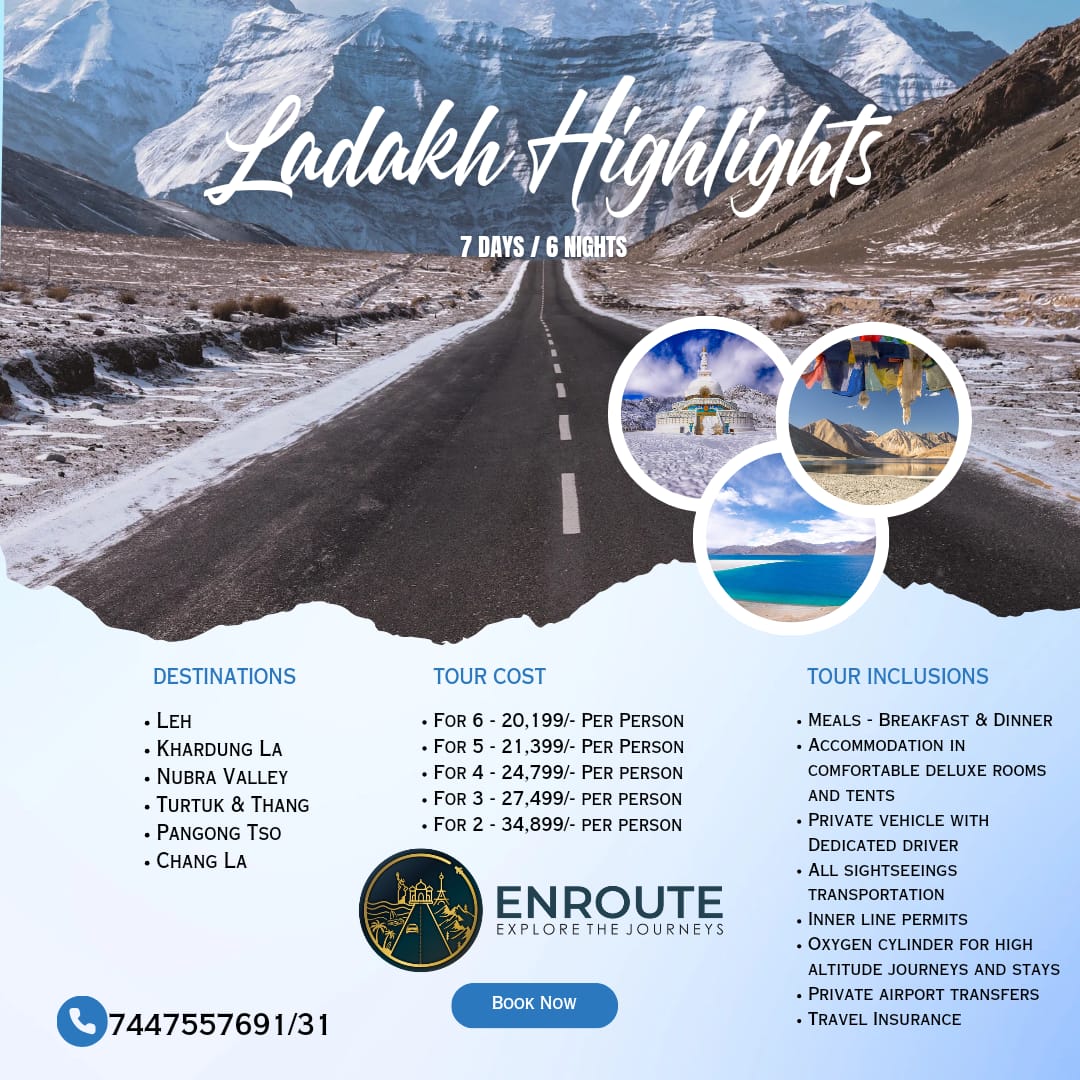 Ladakh Highlights
7 DAYS / 6 NIGHTS
DESTINATIONS
• Leh
• Khardung La
• Nubra Valley
• Turtuk & Thang
• Pangong Tso
• Chang La
TOUR COST
• For 6 - 20,199/- Per Person
• For 5 - 21,399/- Per Person
• For 4 - 24,799/- Per person
• For 3 - 27,499/- per person
• For 2 - 34,899/- per person
TOUR INCLUSIONS
• Meals - Breakfast & Dinner
• Accommodation in
comfortable deluxe rooms
and tents
• Private vehicle with
Dedicated driver
• All sightseeings
transportation
• Inner line permits
• Oxygen cylinder for high
altitude journeys and stays
• Private airport transfers
• Travel Insurance
ENROUTE
EXPLORE THE JOURNEYS
Book Now
7447557691/31